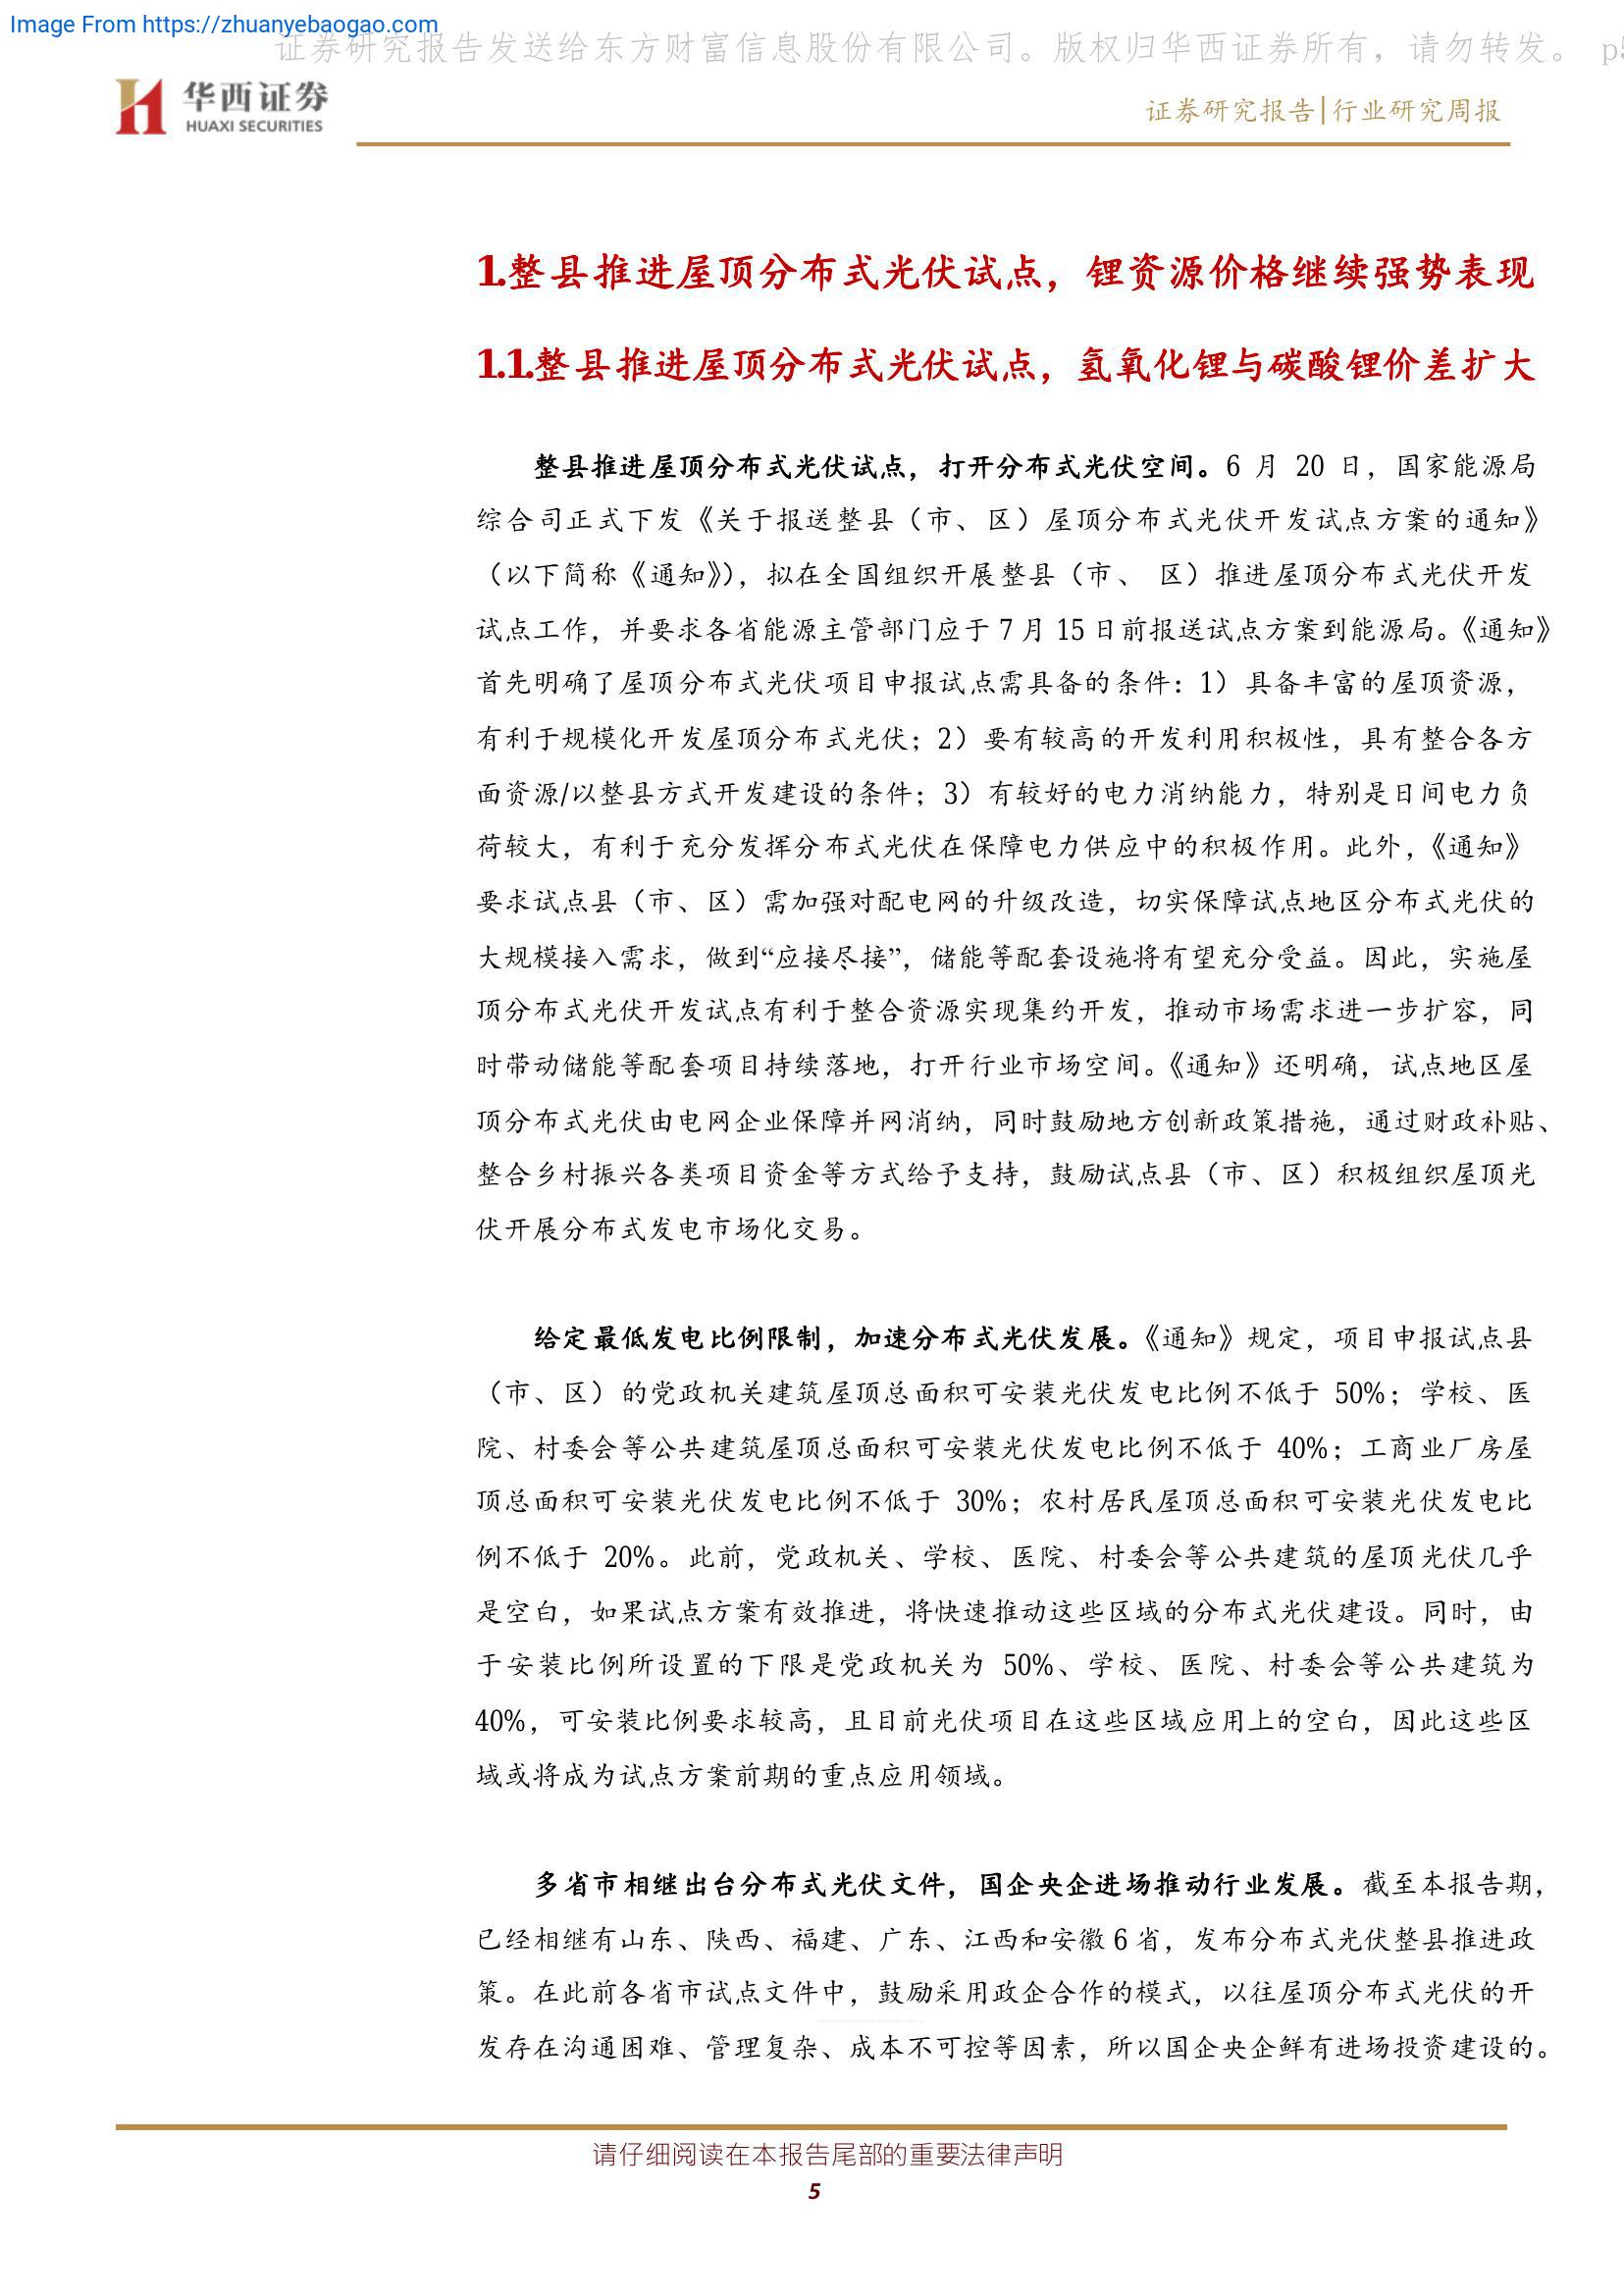 Image From https://zhuanyebaogao.com
证券研究报告发送给东方财富信息股份有限公司。版权归华西证券所有，请勿转发。 p5
华西证券
HUAXI SECURITIES
证券研究报告|行业研究周报
1.整县推进屋顶分布式光伏试点，锂资源价格继续强势表现
1.1.整县推进屋顶分布式光伏试点，氢氧化锂与碳酸锂价差扩大
整县推进屋顶分布式光伏试点，打开分布式光伏空间。6 月 20 日，国家能源局
综合司正式下发《关于报送整县（市、区）屋顶分布式光伏开发试点方案的通知》
（以下简称《通知》），拟在全国组织开展整县（市、 区）推进屋顶分布式光伏开发
试点工作，并要求各省能源主管部门应于 7 月 15 日前报送试点方案到能源局。《通知》
首先明确了屋顶分布式光伏项目申报试点需具备的条件：1）具备丰富的屋顶资源，
有利于规模化开发屋顶分布式光伏；2）要有较高的开发利用积极性，具有整合各方
面资源/以整县方式开发建设的条件；3）有较好的电力消纳能力，特别是日间电力负
荷较大，有利于充分发挥分布式光伏在保障电力供应中的积极作用。此外，《通知》
要求试点县（市、区）需加强对配电网的升级改造，切实保障试点地区分布式光伏的
大规模接入需求，做到“应接尽接”，储能等配套设施将有望充分受益。因此，实施屋
顶分布式光伏开发试点有利于整合资源实现集约开发，推动市场需求进一步扩容，同
时带动储能等配套项目持续落地，打开行业市场空间。《通知》还明确，试点地区屋
顶分布式光伏由电网企业保障并网消纳，同时鼓励地方创新政策措施，通过财政补贴、
整合乡村振兴各类项目资金等方式给予支持，鼓励试点县（市、区）积极组织屋顶光
伏开展分布式发电市场化交易。
给定最低发电比例限制，加速分布式光伏发展。《通知》规定，项目申报试点县
（市、区）的党政机关建筑屋顶总面积可安装光伏发电比例不低于 50%；学校、医
院、村委会等公共建筑屋顶总面积可安装光伏发电比例不低于 40%；工商业厂房屋
顶总面积可安装光伏发电比例不低于 30%；农村居民屋顶总面积可安装光伏发电比
例不低于 20%。此前，党政机关、学校、医院、村委会等公共建筑的屋顶光伏几乎
是空白，如果试点方案有效推进，将快速推动这些区域的分布式光伏建设。同时，由
于安装比例所设置的下限是党政机关为 50%、学校、医院、村委会等公共建筑为
40%，可安装比例要求较高，且目前光伏项目在这些区域应用上的空白，因此这些区
域或将成为试点方案前期的重点应用领域。
多省市相继出台分布式光伏文件，国企央企进场推动行业发展。截至本报告期，
已经相继有山东、陕西、福建、广东、江西和安徽 6 省，发布分布式光伏整县推进政
策。在此前各省市试点文件中，鼓励采用政企合作的模式，以往屋顶分布式光伏的开
发存在沟通困难、管理复杂、成本不可控等因素，所以国企央企鲜有进场投资建设的。
请仔细阅读在本报告尾部的重要法律声明
5